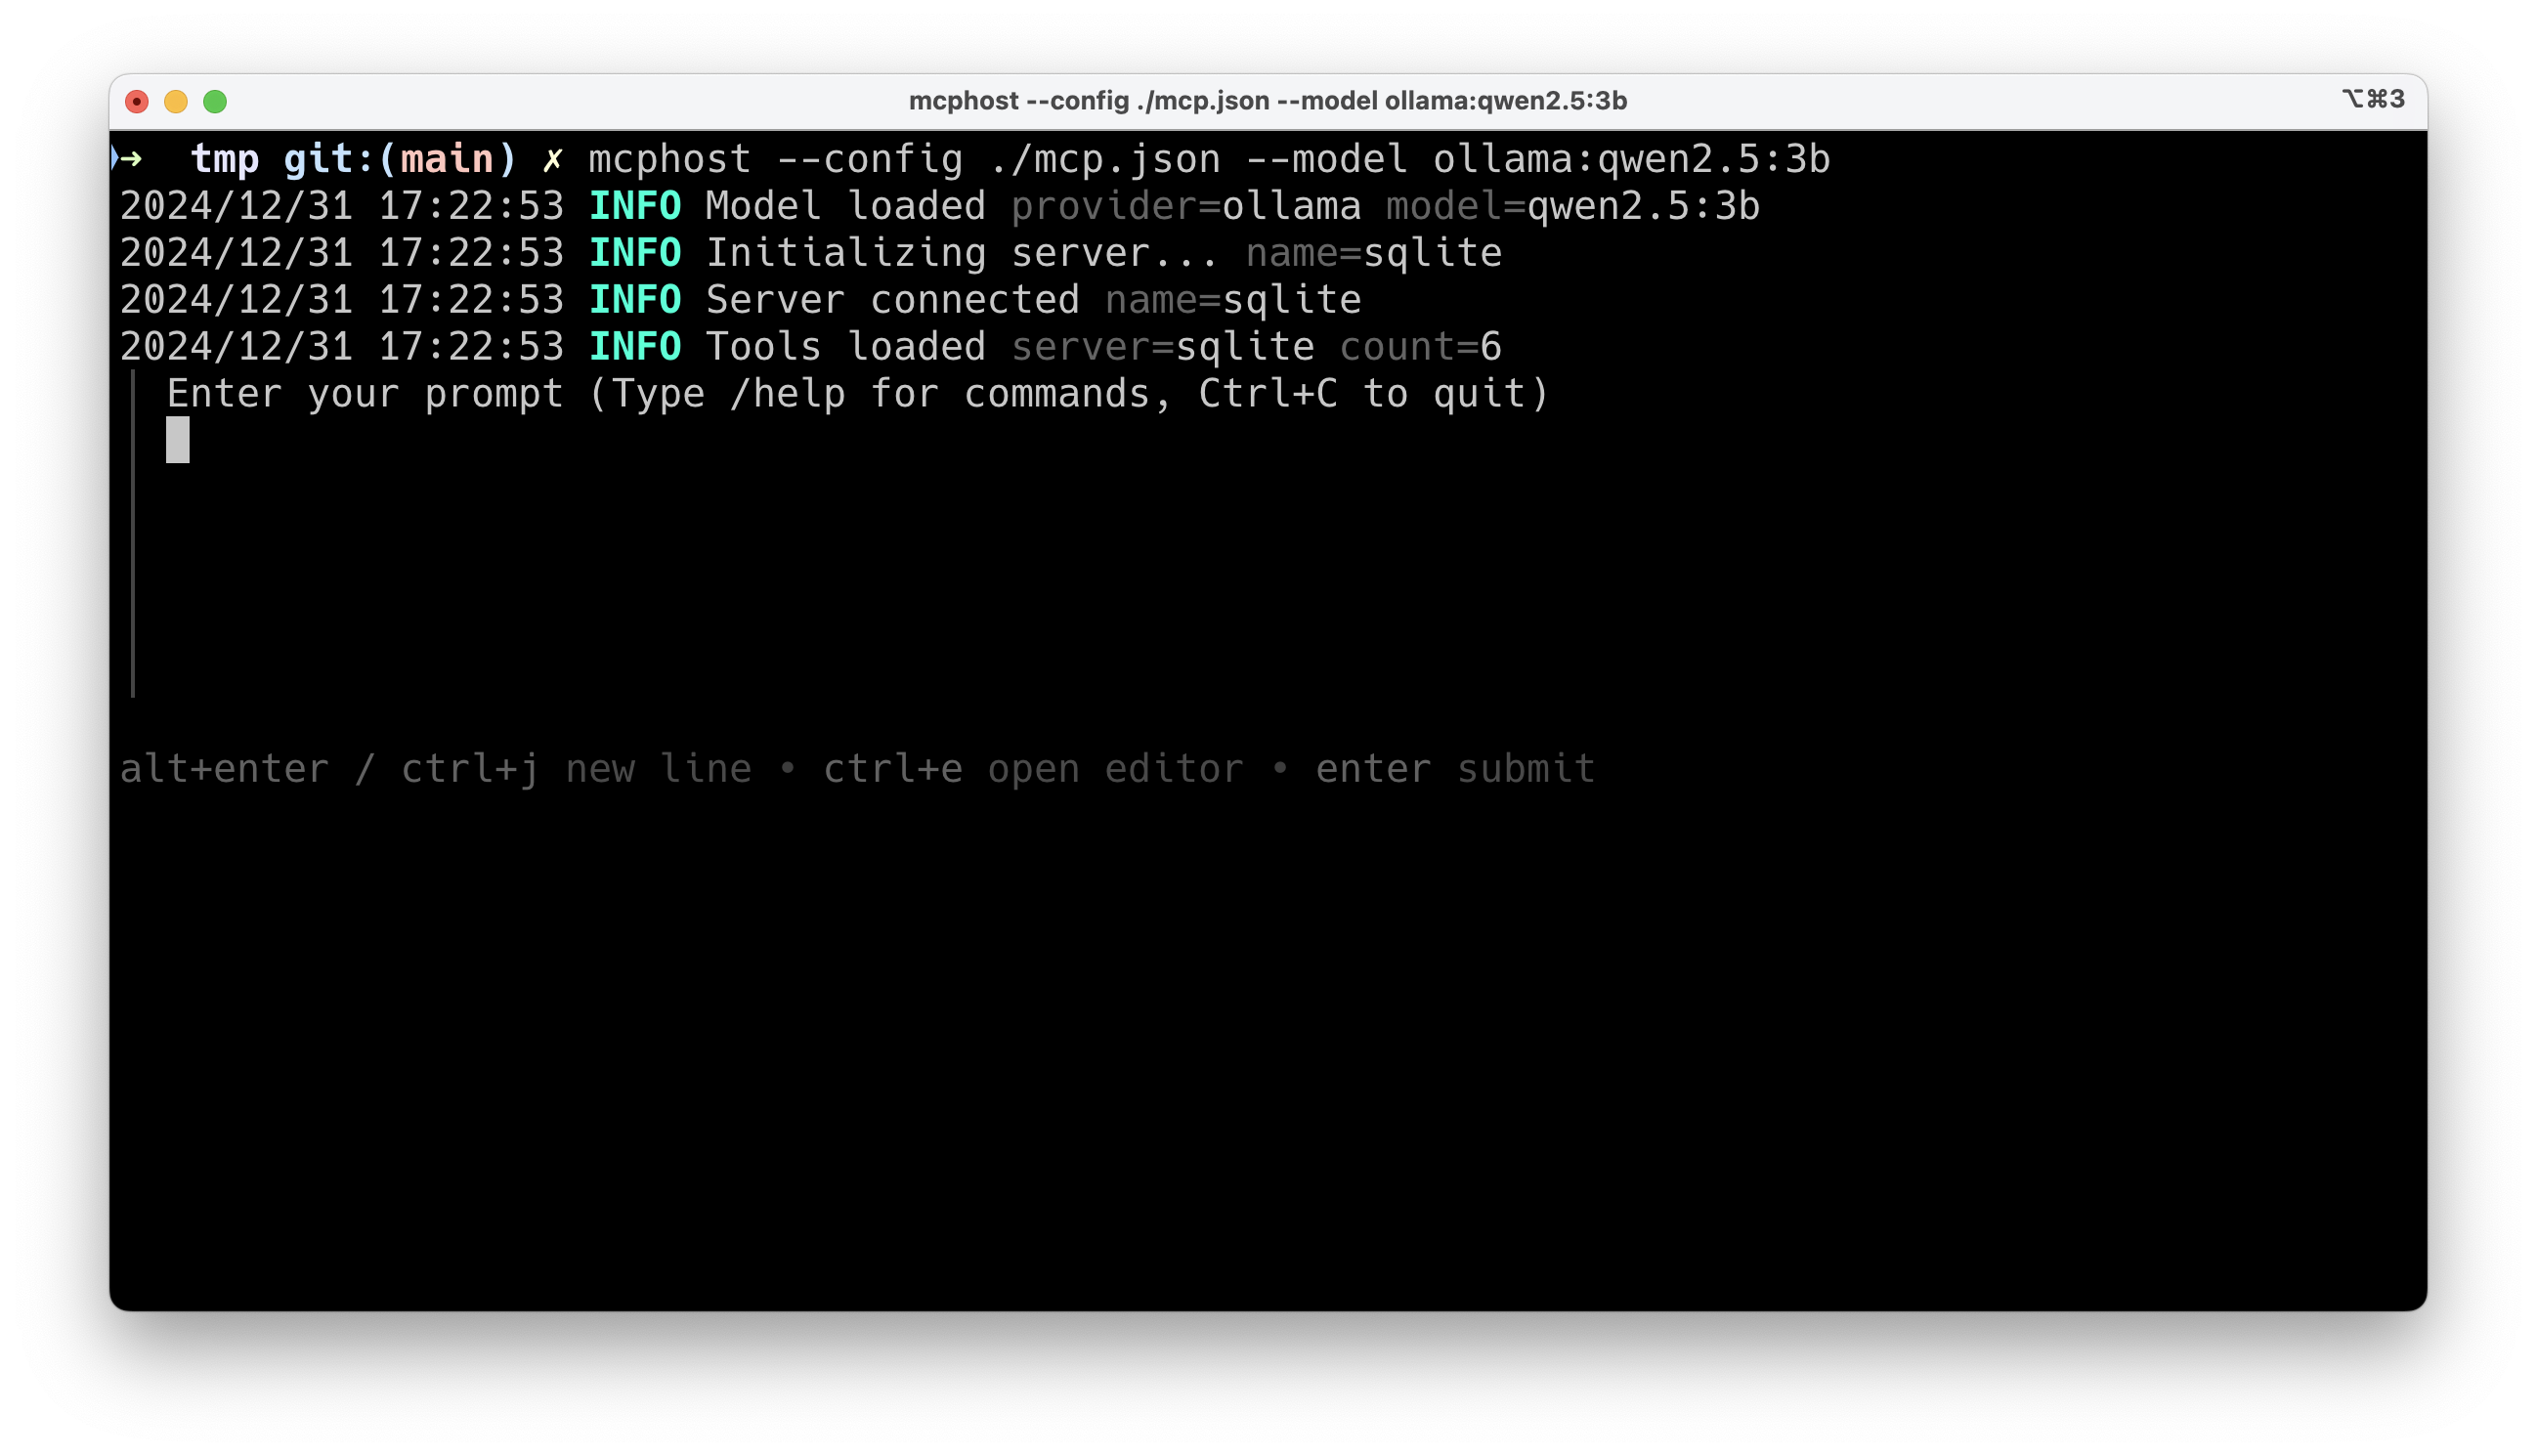 mcphost --config ./mcp.json --model ollama:qwen2.5:3b
⌥⌘3
➜  tmp git:(main) ✗ mcphost --config ./mcp.json --model ollama:qwen2.5:3b
2024/12/31 17:22:53 INFO Model loaded provider=ollama model=qwen2.5:3b
2024/12/31 17:22:53 INFO Initializing server... name=sqlite
2024/12/31 17:22:53 INFO Server connected name=sqlite
2024/12/31 17:22:53 INFO Tools loaded server=sqlite count=6
Enter your prompt (Type /help for commands, Ctrl+C to quit)
alt+enter / ctrl+j new line • ctrl+e open editor • enter submit